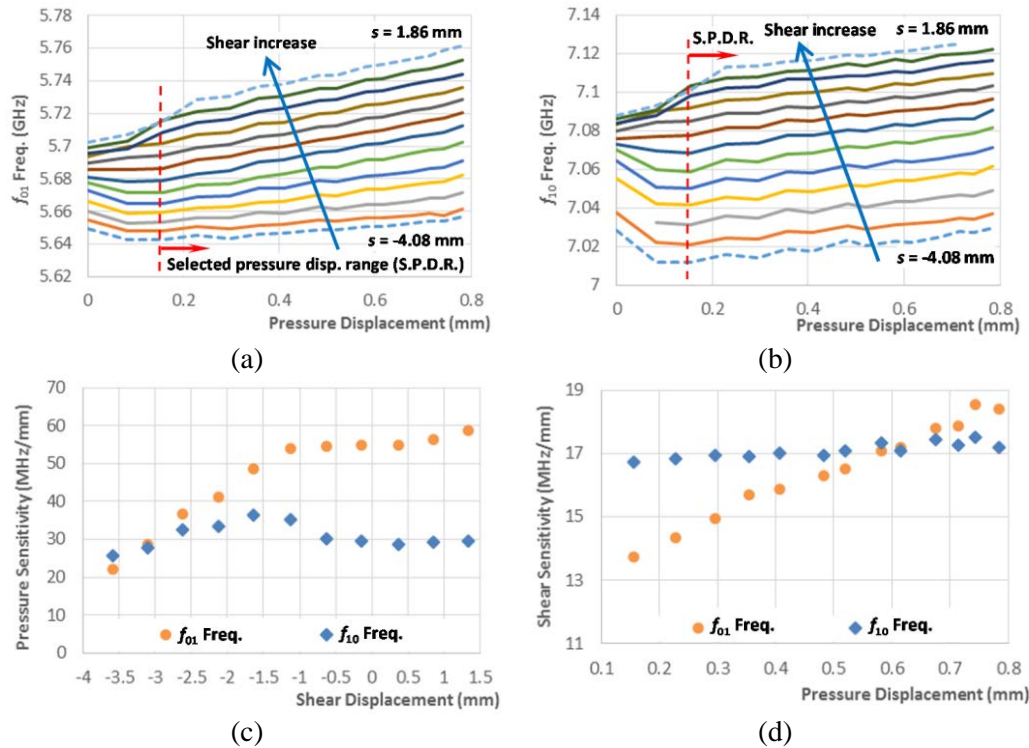 5.78
5.76
5.74
5.72
5.7
5.68
5.66
5.64
5.62
f01 Freq. (GHz)
Shear increase
s = 1.86 mm
s = -4.08 mm
Selected pressure disp. range (S.P.D.R.)
0 0.2 0.4 0.6 0.8
Pressure Displacement (mm)
(a)
7.14
7.12
7.1
7.08
7.06
7.04
7.02
7
f10 Freq. (GHz)
S.P.D.R.
Shear increase
s = 1.86 mm
s = -4.08 mm
0 0.2 0.4 0.6 0.8
Pressure Displacement (mm)
(b)
70
60
50
40
30
20
10
0
Pressure Sensitivity (MHz/mm)
f01 Freq. f10 Freq.
-4 -3.5 -3 -2.5 -2 -1.5 -1 -0.5 0 0.5 1 1.5
Shear Displacement (mm)
(c)
19
17
15
13
11
Shear Sensitivity (MHz/mm)
f01 Freq. f10 Freq.
0.1 0.2 0.3 0.4 0.5 0.6 0.7 0.8
Pressure Displacement (mm)
(d)